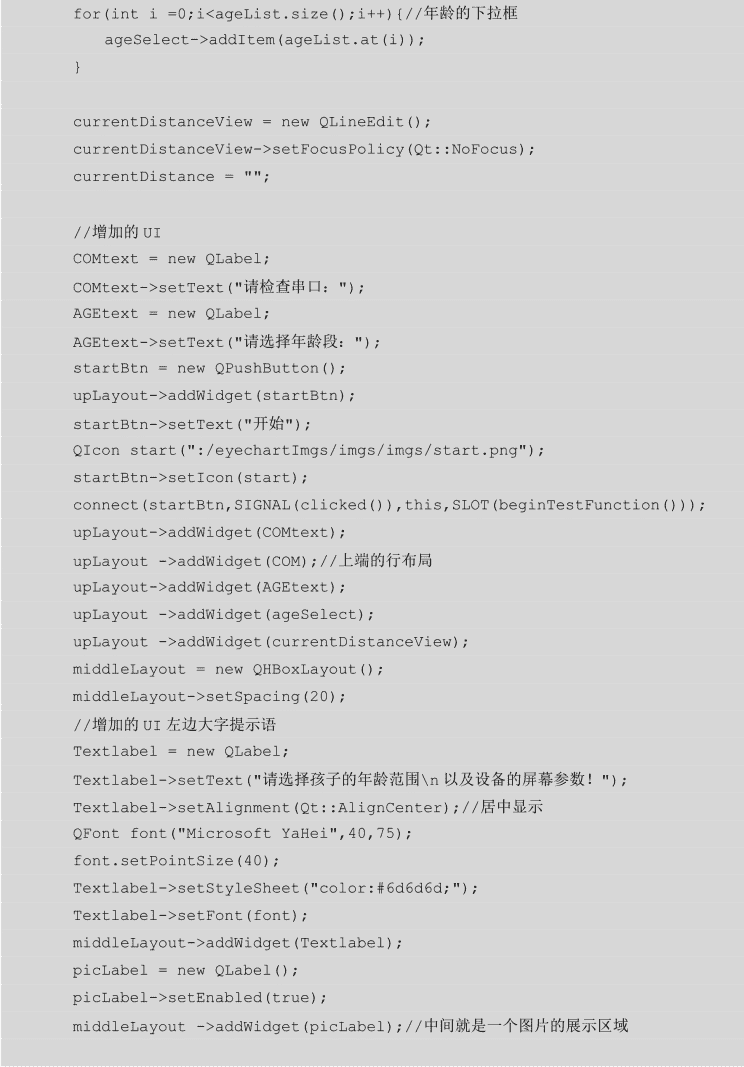 for(int i =0;i<ageList.size();i++){//年龄的下拉框
ageSelect->addItem(ageList.at(i));
}
currentDistanceView = new QLineEdit();
currentDistanceView->setFocusPolicy(Qt::NoFocus);
currentDistance = "";
//增加的 UI
COMtext = new QLabel;
COMtext->setText("请检查串口：");
AGEtext = new QLabel;
AGEtext->setText("请选择年龄段：");
startBtn = new QPushButton();
upLayout->addWidget(startBtn);
startBtn->setText("开始");
QIcon start(":/eyechartImgs/imgs/imgs/start.png");
startBtn->setIcon(start);
connect(startBtn,SIGNAL(clicked()),this,SLOT(beginTestFunction()));
upLayout->addWidget(COMtext);
upLayout ->addWidget(COM);//上端的行布局
upLayout->addWidget(AGEtext);
upLayout ->addWidget(ageSelect);
upLayout ->addWidget(currentDistanceView);
middleLayout = new QHBoxLayout();
middleLayout->setSpacing(20);
//增加的 UI 左边大字提示语
Textlabel = new QLabel;
Textlabel->setText("请选择孩子的年龄范围\n 以及设备的屏幕参数！");
Textlabel->setAlignment(Qt::AlignCenter);//居中显示
QFont font("Microsoft YaHei",40,75);
font.setPointSize(40);
Textlabel->setStyleSheet("color:#6d6d6d;");
Textlabel->setFont(font);
middleLayout->addWidget(Textlabel);
picLabel = new QLabel();
picLabel->setEnabled(true);
middleLayout ->addWidget(picLabel);//中间就是一个图片的展示区域